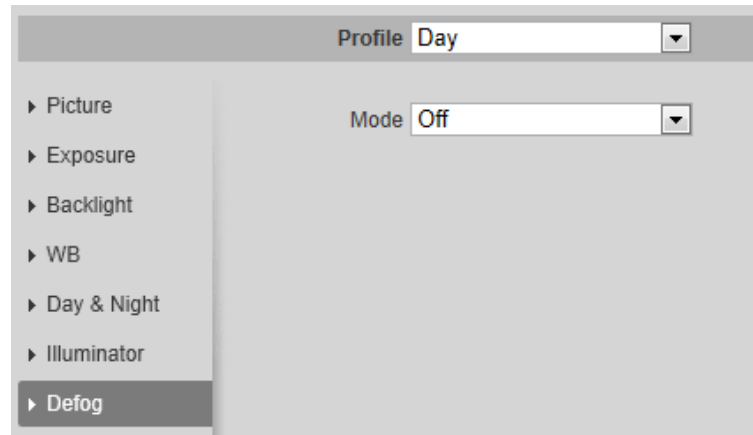 Profile Day
Picture
Mode Off
Exposure
Backlight
WB
Day & Night
Illuminator
Defog